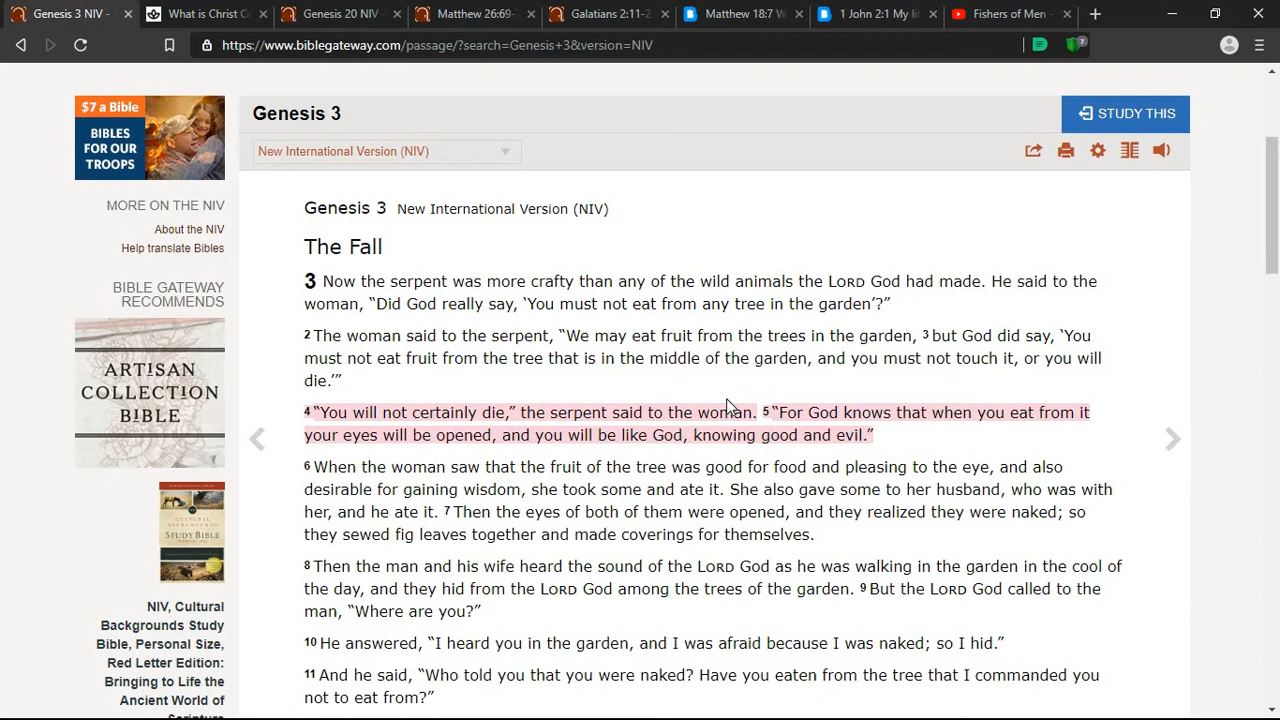 Genesis 3 NIV -
What is Christ Ce
Genesis 20 NIV -
Matthew 26:69-
Galatians 2:11-2
Matthew 18:7 W
1 John 2:1 My lit
Fishers of Men -
https://www.biblegateway.com/passage/?search=Genesis+3&version=NIV
7
$7 a Bible
BIBLES
FOR OUR
TROOPS
MORE ON THE NIV
About the NIV
Help translate Bibles
BIBLE GATEWAY
RECOMMENDS
ARTISAN
COLLECTION
BIBLE
CULTURAL
BACKGROUNDS
STUDY BIBLE
NIV, Cultural
Backgrounds Study
Bible, Personal Size,
Red Letter Edition:
Bringing to Life the
Ancient World of
Scripture
Genesis 3
STUDY THIS
New International Version (NIV)
Genesis 3 New International Version (NIV)
The Fall
3 Now the serpent was more crafty than any of the wild animals the LORD God had made. He said to the
woman, “Did God really say, ‘You must not eat from any tree in the garden’?”
2 The woman said to the serpent, “We may eat fruit from the trees in the garden, 3 but God did say, ‘You
must not eat fruit from the tree that is in the middle of the garden, and you must not touch it, or you will
die.’”
4 “You will not certainly die,” the serpent said to the woman. 5 “For God knows that when you eat from it
your eyes will be opened, and you will be like God, knowing good and evil.”
6 When the woman saw that the fruit of the tree was good for food and pleasing to the eye, and also
desirable for gaining wisdom, she took some and ate it. She also gave some to her husband, who was with
her, and he ate it. 7 Then the eyes of both of them were opened, and they realized they were naked; so
they sewed fig leaves together and made coverings for themselves.
8 Then the man and his wife heard the sound of the LORD God as he was walking in the garden in the cool of
the day, and they hid from the LORD God among the trees of the garden. 9 But the LORD God called to the
man, “Where are you?”
10 He answered, “I heard you in the garden, and I was afraid because I was naked; so I hid.”
11 And he said, “Who told you that you were naked? Have you eaten from the tree that I commanded you
not to eat from?”